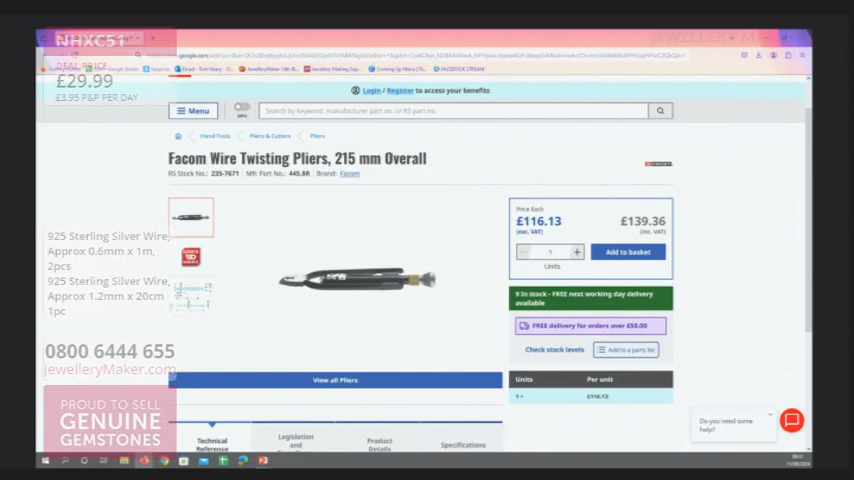 NHXC51
DEAL PRICE
£29.99
£3.95 P&P PER DAY
JEWELLERY M
Login / Register to access your benefits
Menu
Search by keyword, manufacturer part no. or RS part no.
Hand Tools
Pliers & Cutters
Pliers
Facom Wire Twisting Pliers, 215 mm Overall
RS Stock No.: 235-7671 Mfr. Part No.: 445.8R Brand: Facom
Price Each
£116.13
(exc. VAT)
£139.36
(inc. VAT)
1
Add to basket
Units
9 In stock - FREE next working day delivery
available
FREE delivery for orders over £50.00
Check stock levels
Add to a parts list
Units
Per unit
1 +
£116.13
View all Pliers
Technical
Reference
Legislation
and
Product
Details
Specifications
Do you need some
help?
925 Sterling Silver Wire,
Approx 0.6mm x 1m,
2pcs
925 Sterling Silver Wire,
Approx 1.2mm x 20cm
1pc
0800 6444 655
JewelleryMaker.com
PROUD TO SELL
GENUINE
GEMSTONES